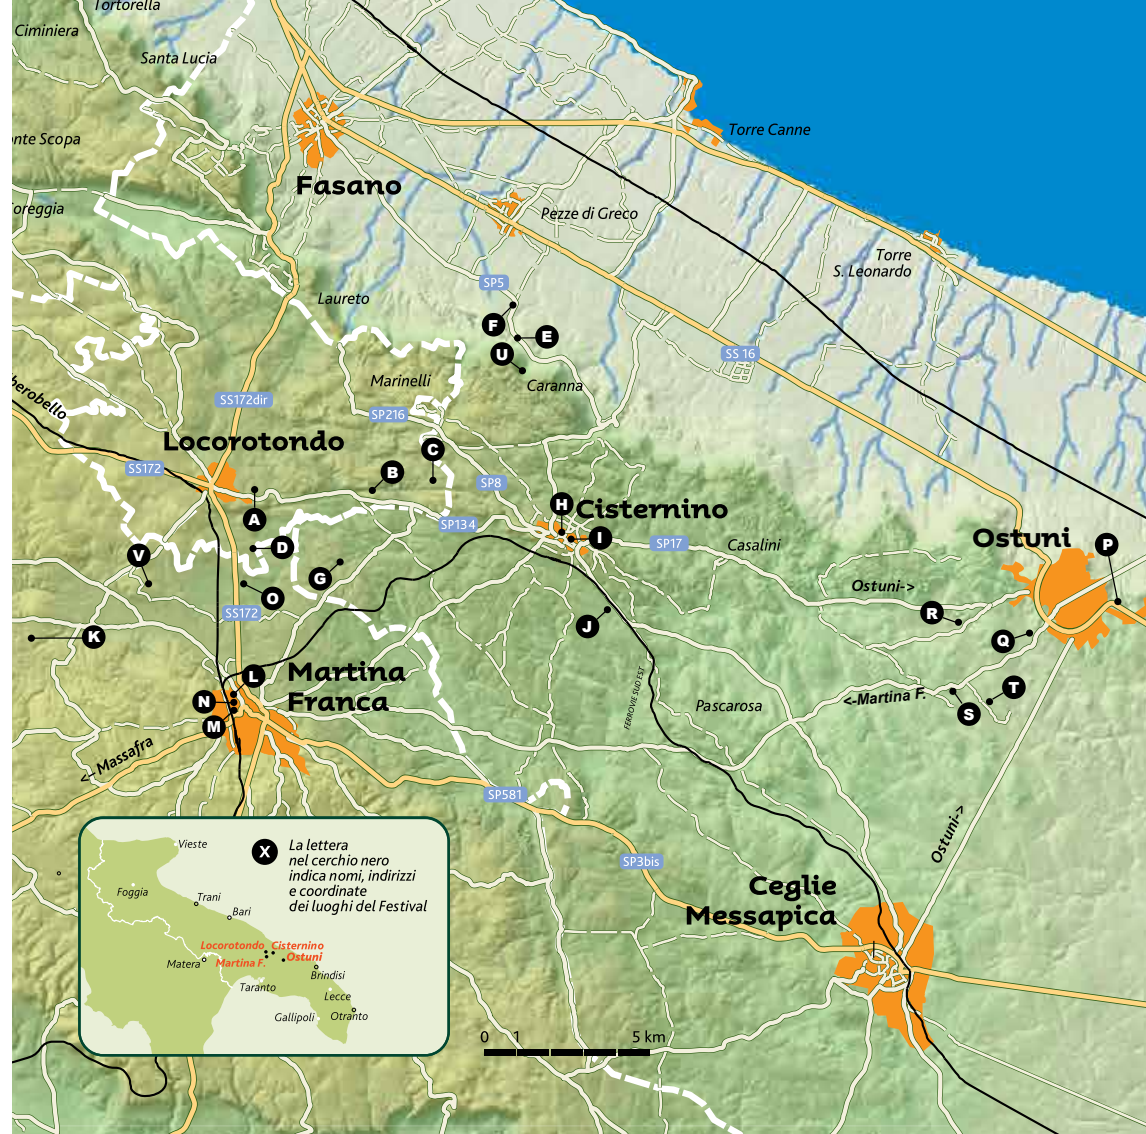 Tortorella
Ciminiera
Santa Lucia
nte Scopa
Coreggia
Fasano
Torre Canne
Pezze di Greco
Torre
S. Leonardo
Laureto
SP5
F
E
U
SS 16
Caranna
Marinelli
berobello
SS172dir
SP216
Locorotondo
SS172
C
B
SP8
A
H
Cisternino
SP134
I
SP17
Casalini
Ostuni
P
V
D
G
O
SS172
Ostuni->
R
Q
J
K
L
Martina
Franca
N
M
FERROVIE SUD EST
Pascarosa
<-Martina F.
S
T
<- Massafra
SP581
Ostuni->
SP3bis
Ceglie
Messapica
X
La lettera
nel cerchio nero
indica nomi, indirizzi
e coordinate
dei luoghi del Festival
Vieste
Foggia
Trani
Bari
Locorotondo
Cisternino
Martina F.
Ostuni
Matera
Brindisi
Taranto
Lecce
Gallipoli
Otranto
0 1 5 km